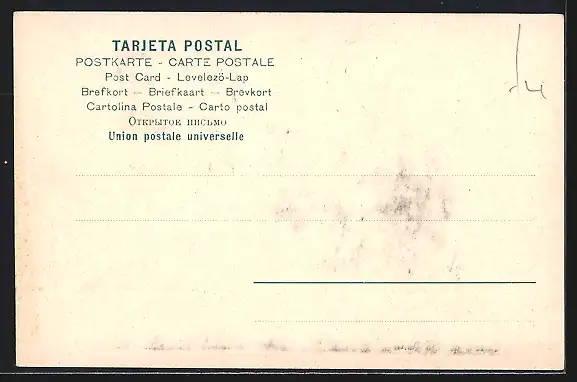 TARJETA POSTAL
POSTKARTE - CARTE POSTALE
Post Card - Levelezö-Lap
Brefkort — Briefkaart — Brevkort
Cartolina Postale - Carto postal
Открытое письмо
Union postale universelle